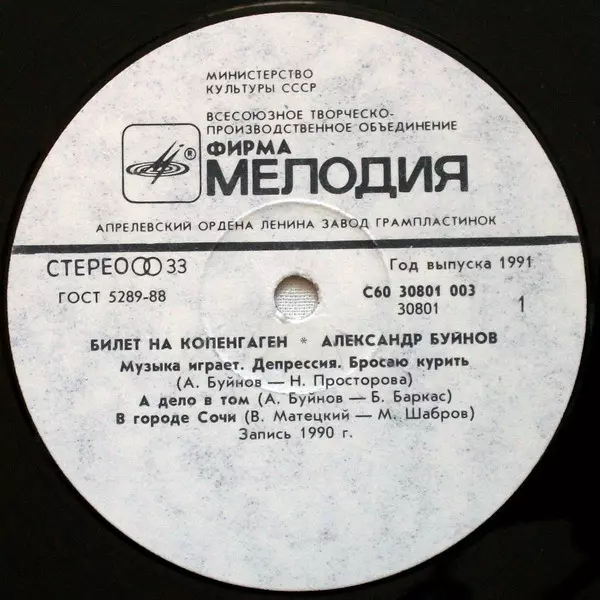 МИНИСТЕРСТВО
КУЛЬТУРЫ СССР
ВСЕСОЮЗНОЕ ТВОРЧЕСКО-
ПРОИЗВОДСТВЕННОЕ ОБЪЕДИНЕНИЕ
®
ФИРМА
МЕЛОДИЯ
АПРЕЛЕВСКИЙ ОРДЕНА ЛЕНИНА ЗАВОД ГРАМПЛАСТИНОК
СТЕРЕО 33
Год выпуска 1991
ГОСТ 5289-88
С60 30801 003
30801
1
БИЛЕТ НА КОПЕНГАГЕН * АЛЕКСАНДР БУЙНОВ
Музыка играет. Депрессия. Бросаю курить
(А. Буйнов — Н. Просторова)
А дело в том (А. Буйнов — Б. Баркас)
В городе Сочи (В. Матецкий — М. Шабров)
Запись 1990 г.